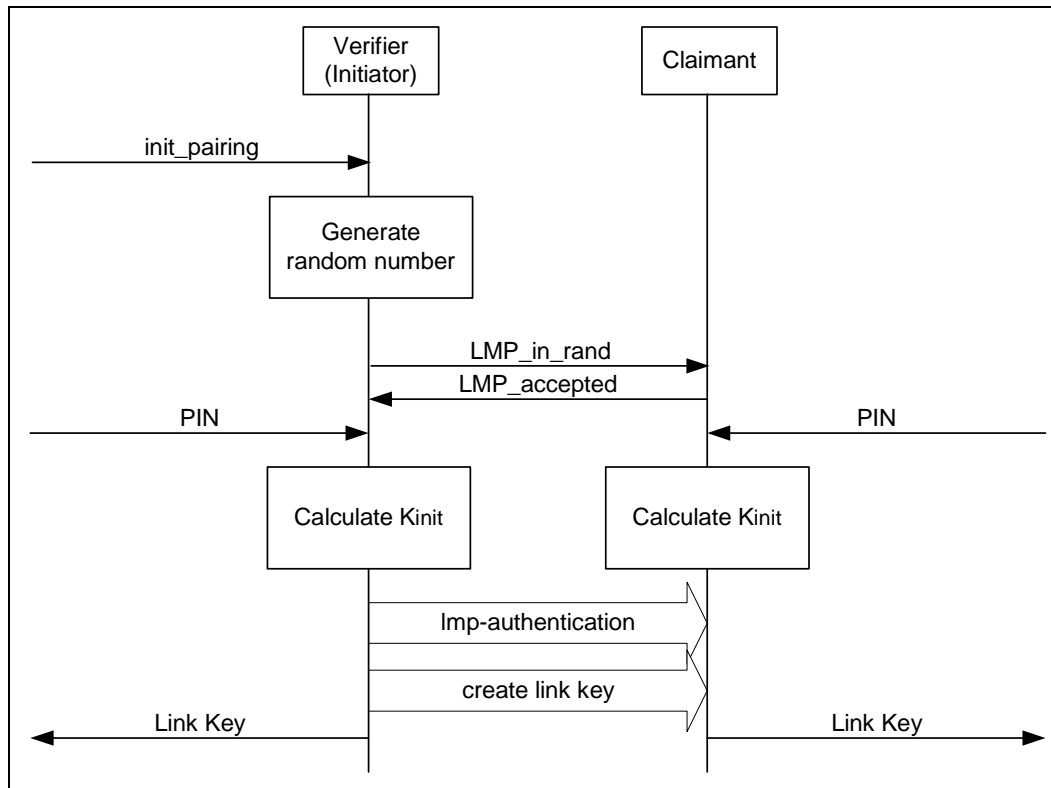 Verifier
(Initiator)
Claimant
init_pairing
Generate
random number
LMP_in_rand
LMP_accepted
PIN
PIN
Calculate Kinit
Calculate Kinit
lmp-authentication
create link key
Link Key
Link Key